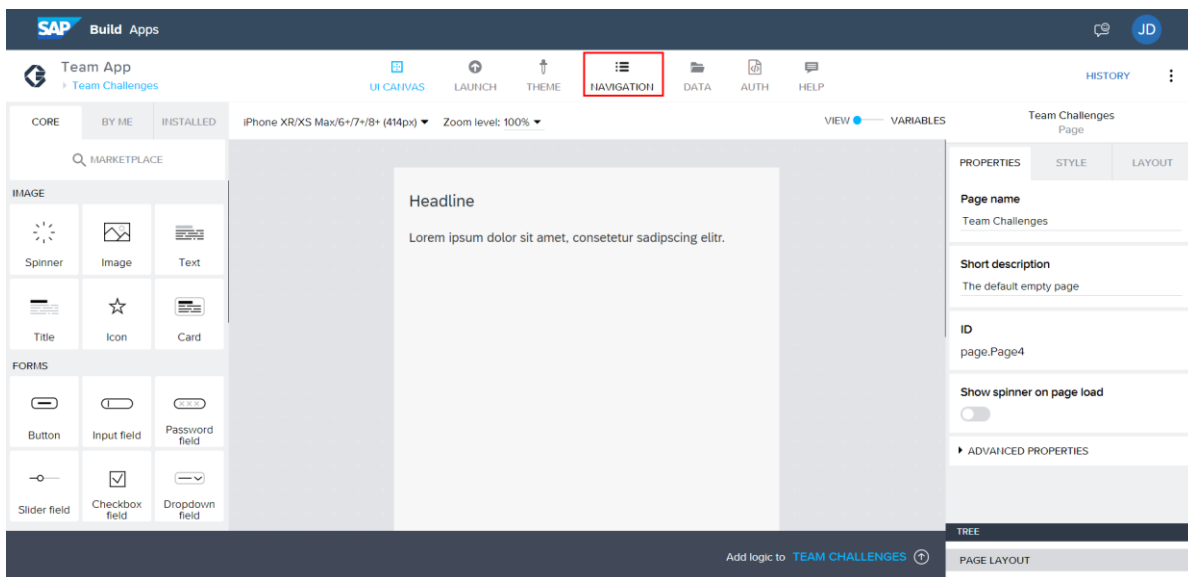 SAP Build Apps
JD
Team App
Team Challenges
UI CANVAS
LAUNCH
THEME
NAVIGATION
DATA
AUTH
HELP
HISTORY
CORE
BY ME
INSTALLED
iPhone XR/XS Max/6+/7+/8+ (414px)
Zoom level: 100%
VIEW
VARIABLES
Team Challenges
Page
MARKETPLACE
IMAGE
Spinner
Image
Text
Title
Icon
Card
FORMS
Button
Input field
Password
field
Slider field
Checkbox
field
Dropdown
field
Headline
Lorem ipsum dolor sit amet, consetetur sadipscing elitr.
PROPERTIES
STYLE
LAYOUT
Page name
Team Challenges
Short description
The default empty page
ID
page.Page4
Show spinner on page load
ADVANCED PROPERTIES
TREE
PAGE LAYOUT
Add logic to TEAM CHALLENGES